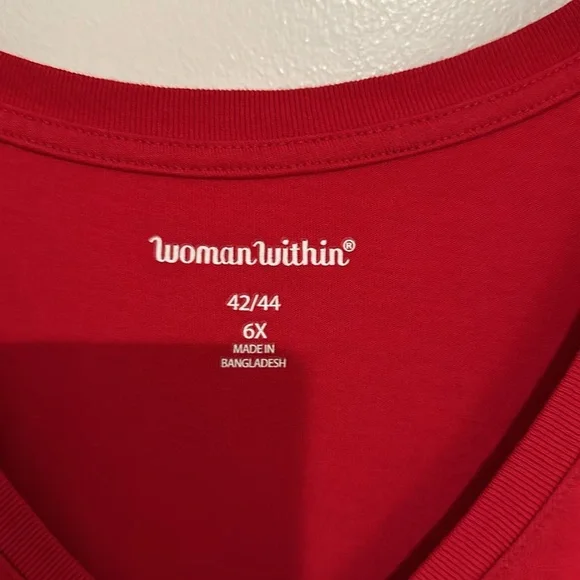 womanwithin®
42/44
6X
MADE IN
BANGLADESH